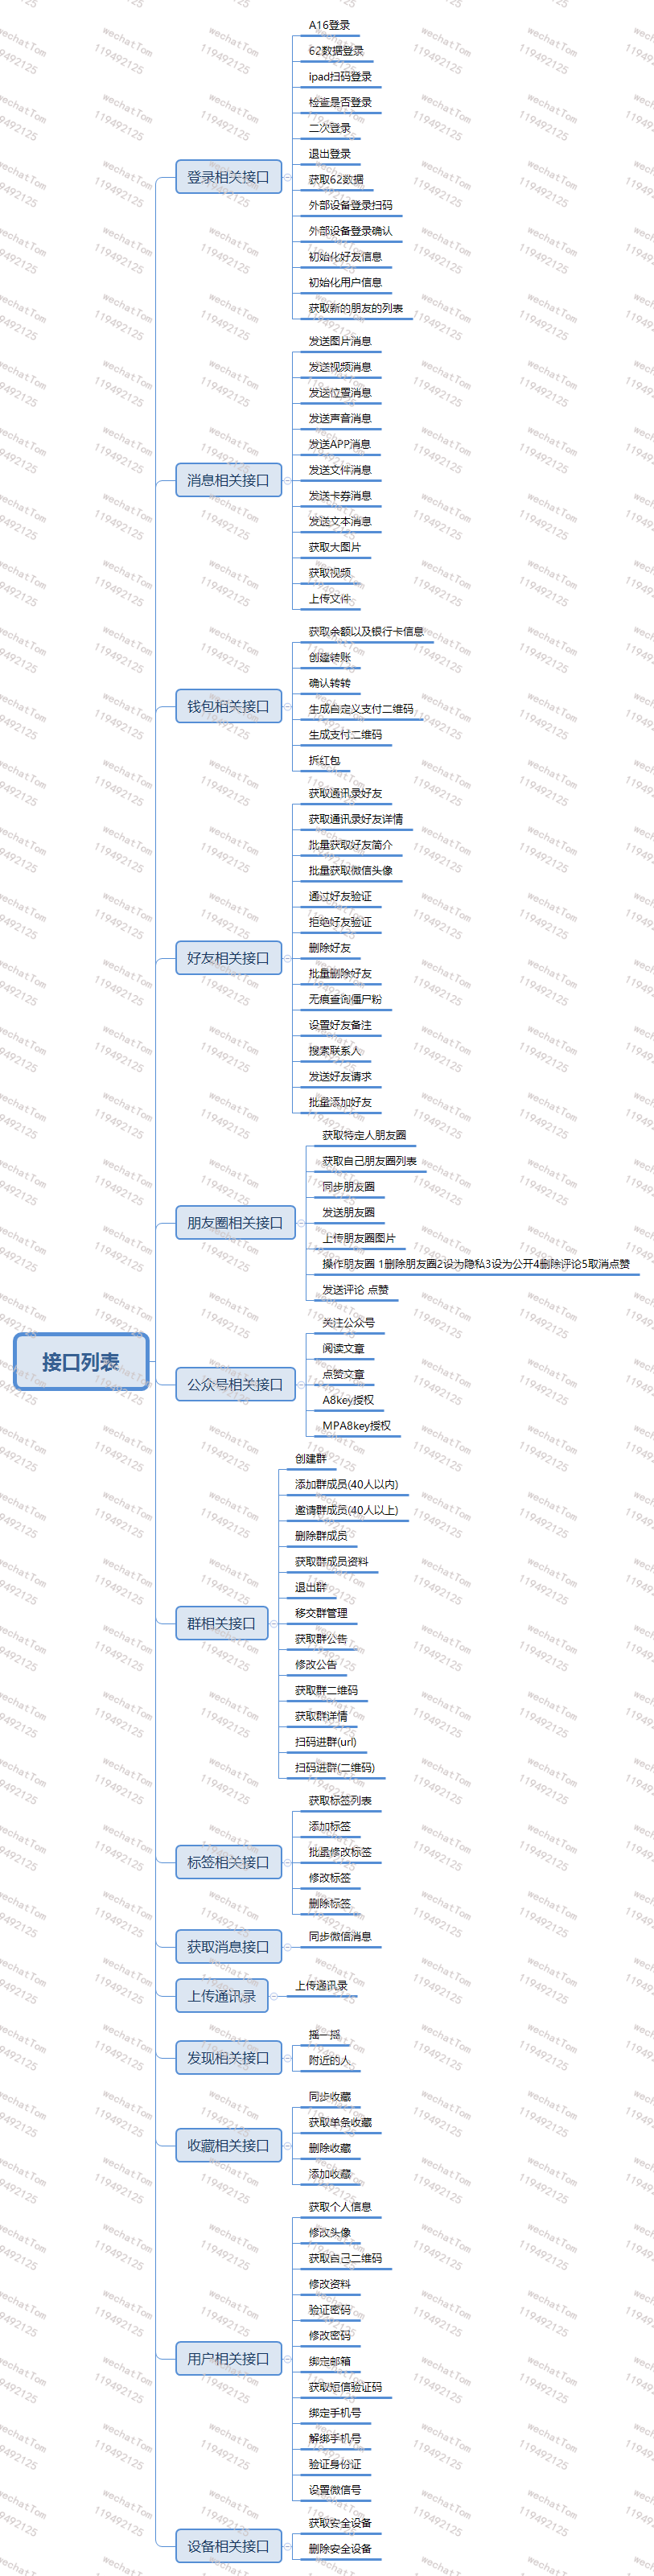 接口列表
登录相关接口
A16登录
62数据登录
ipad扫码登录
检查是否登录
二次登录
退出登录
获取62数据
外部设备登录扫码
外部设备登录确认
初始化好友信息
初始化用户信息
获取新的朋友的列表
消息相关接口
发送图片消息
发送视频消息
发送位置消息
发送声音消息
发送APP消息
发送文件消息
发送卡券消息
发送文本消息
获取大图片
获取视频
上传文件
钱包相关接口
获取余额以及银行卡信息
创建转账
确认转转
生成自定义支付二维码
生成支付二维码
拆红包
好友相关接口
获取通讯录好友
获取通讯录好友详情
批量获取好友简介
批量获取微信头像
通过好友验证
拒绝好友验证
删除好友
批量删除好友
无痕查询僵尸粉
设置好友备注
搜索联系人
发送好友请求
批量添加好友
朋友圈相关接口
获取特定人朋友圈
获取自己朋友圈列表
同步朋友圈
发送朋友圈
上传朋友圈图片
操作朋友圈 1删除朋友圈2设为隐私3设为公开4删除评论5取消点赞
发送评论 点赞
公众号相关接口
关注公众号
阅读文章
点赞文章
A8key授权
MPA8key授权
群相关接口
创建群
添加群成员(40人以内)
邀请群成员(40人以上)
删除群成员
获取群成员资料
退出群
移交群管理
获取群公告
修改公告
获取群二维码
获取群详情
扫码进群(url)
扫码进群(二维码)
标签相关接口
获取标签列表
添加标签
批量修改标签
修改标签
删除标签
获取消息接口
同步微信消息
上传通讯录
上传通讯录
发现相关接口
摇一摇
附近的人
收藏相关接口
同步收藏
获取单条收藏
删除收藏
添加收藏
用户相关接口
获取个人信息
修改头像
获取自己二维码
修改资料
验证密码
修改密码
绑定邮箱
获取短信验证码
绑定手机号
解绑手机号
验证身份证
设置微信号
设备相关接口
获取安全设备
删除安全设备
wechatTom
119492125